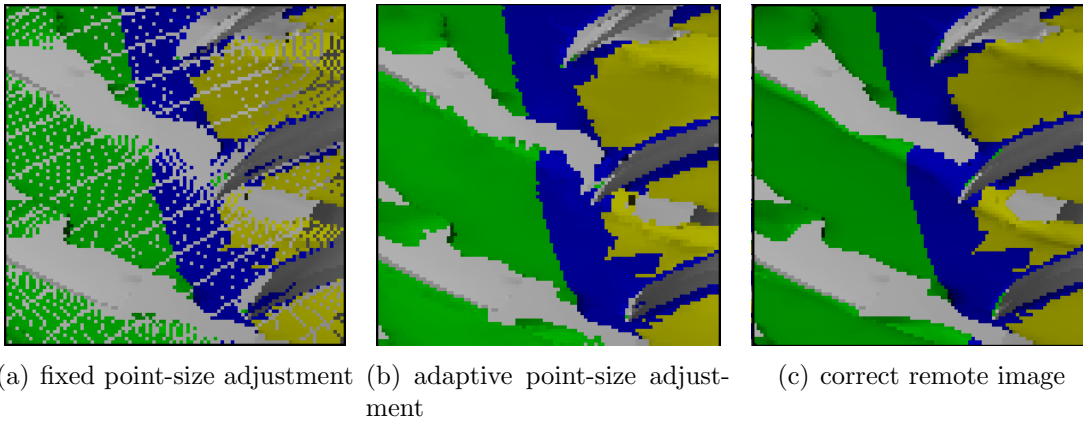 (a) fixed point-size adjustment
(b) adaptive point-size adjust-
ment
(c) correct remote image